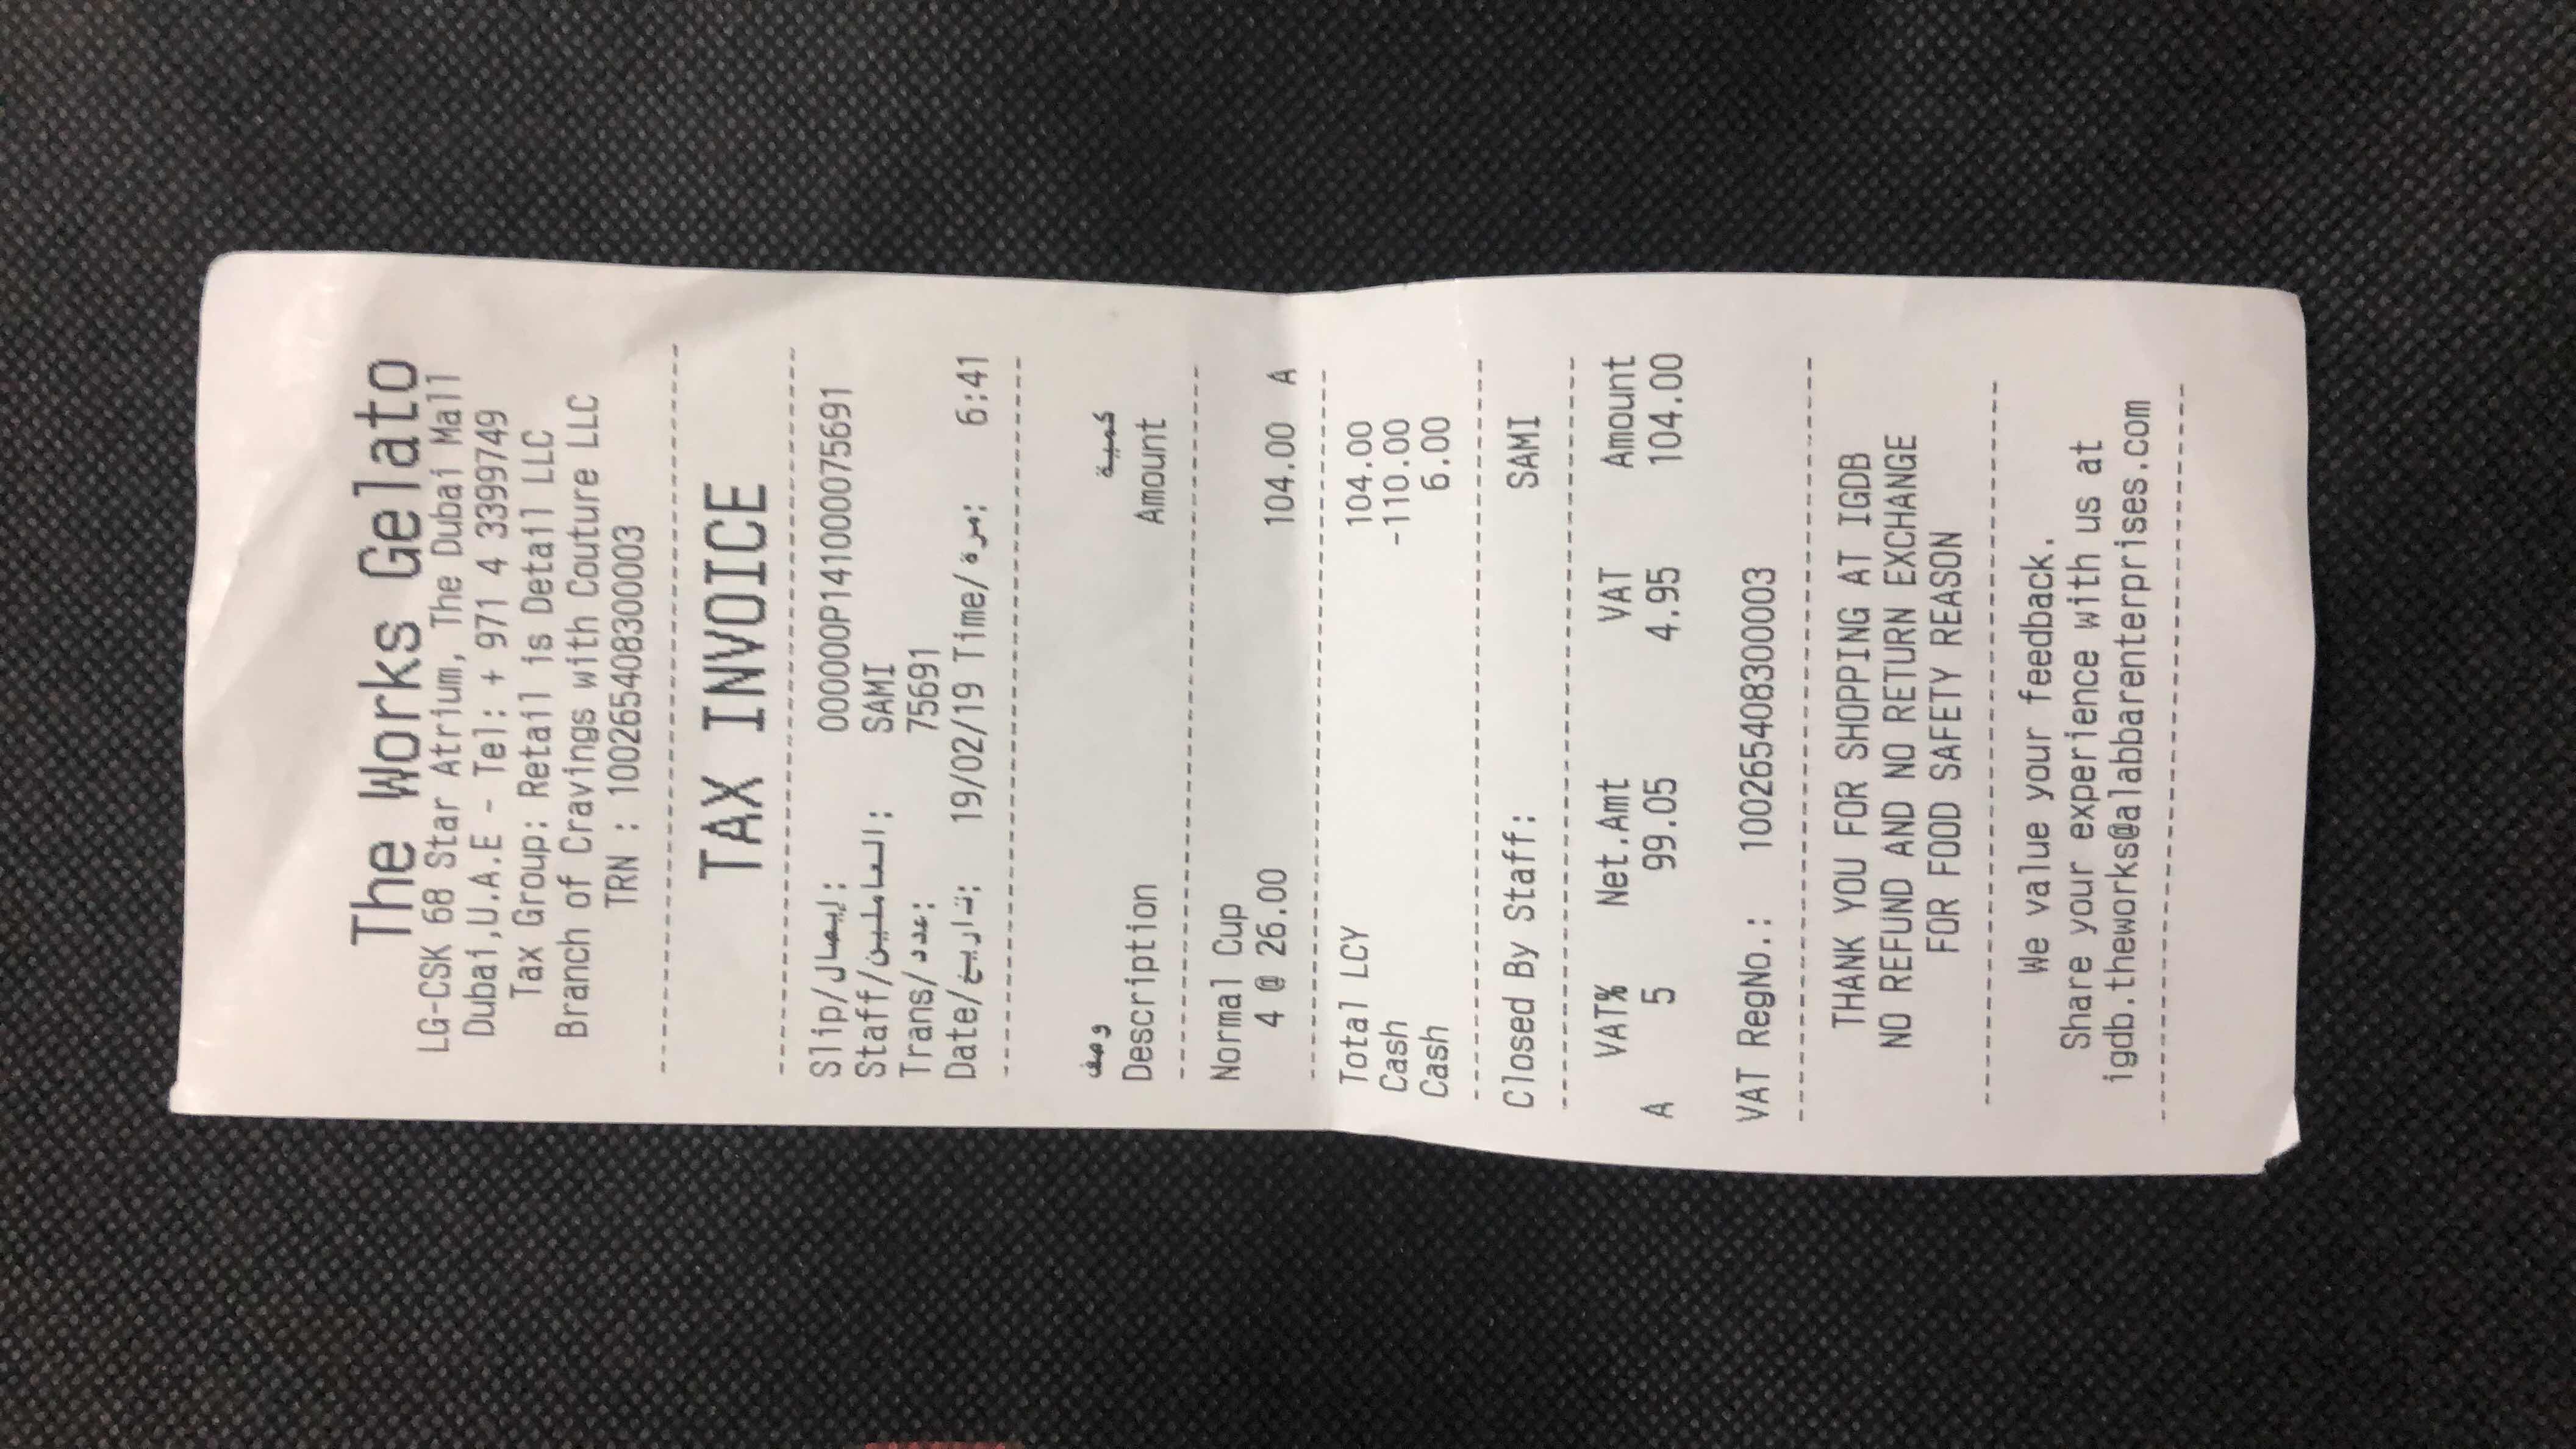 The Works Gelato
LG-CSK 68 Star Atrium, The Dubai Mall
Dubai,U.A.E - Tel: + 971 4 3399749
Tax Group: Retail is Detail LLC
Branch of Cravings with Couture LLC
TRN : 100265408300003
TAX INVOICE
Slip/إيصال: 000000P141000075691
Staff/العاملين: SAMI
Trans/عدد: 75691
Date/تاريخ: 19/02/19 Time/مرة: 6:41
وصف كمية
Description Amount
Normal Cup
4 @ 26.00 104.00 A
Total LCY 104.00
Cash -110.00
Cash 6.00
Closed By Staff: SAMI
VAT% Net.Amt VAT Amount
A 5 99.05 4.95 104.00
VAT RegNo.: 100265408300003
THANK YOU FOR SHOPPING AT IGDB
NO REFUND AND NO RETURN EXCHANGE
FOR FOOD SAFETY REASON
We value your feedback.
Share your experience with us at
igdb.theworks@alabbarenterprises.com